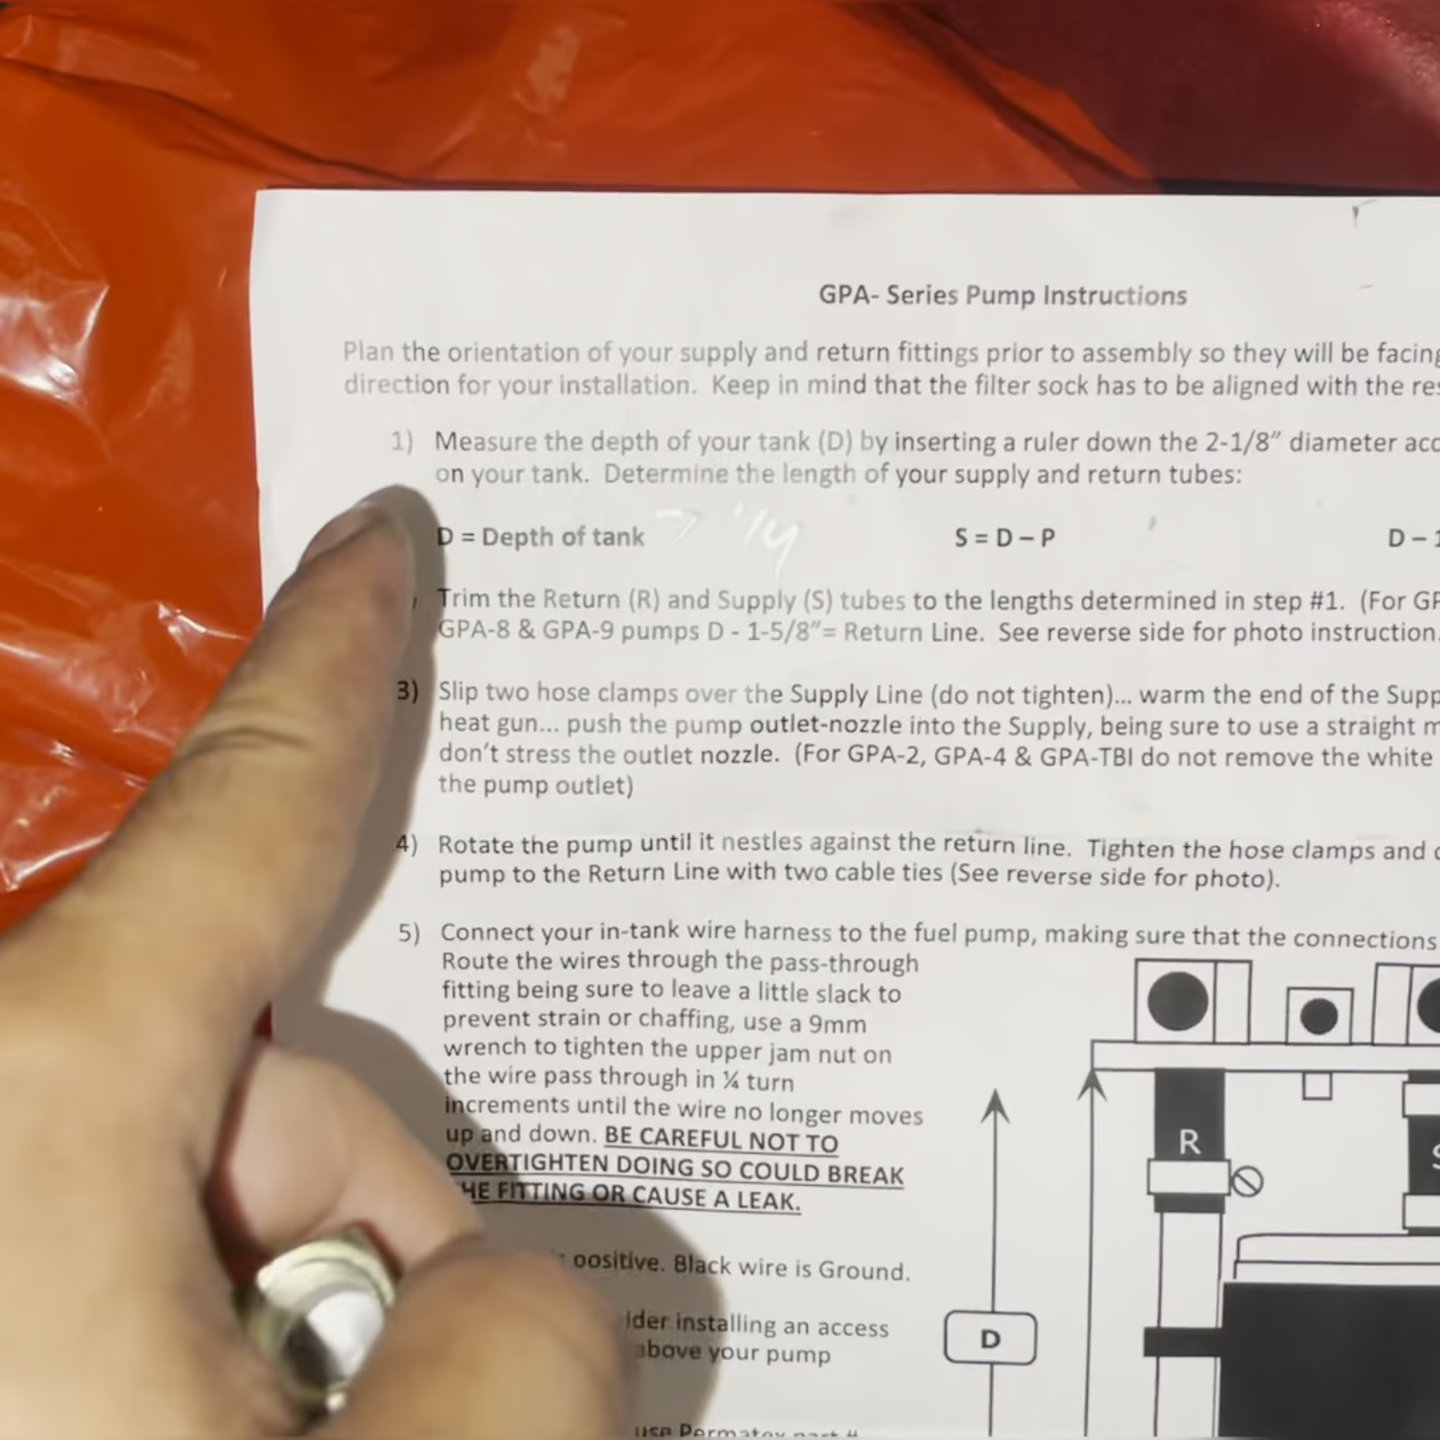 GPA- Series Pump Instructions
Plan the orientation of your supply and return fittings prior to assembly so they will be facing
direction for your installation. Keep in mind that the filter sock has to be aligned with the
1) Measure the depth of your tank (D) by inserting a ruler down the 2-1/8" diameter
on your tank. Determine the length of your supply and return tubes:
D = Depth of tank 7 1/4 S = D – P D –
Trim the Return (R) and Supply (S) tubes to the lengths determined in step #1. (For
GPA-8 & GPA-9 pumps D - 1-5/8"= Return Line. See reverse side for photo instruction.
3) Slip two hose clamps over the Supply Line (do not tighten)... warm the end of the
heat gun... push the pump outlet-nozzle into the Supply, being sure to use a straight
don't stress the outlet nozzle. (For GPA-2, GPA-4 & GPA-TBI do not remove the white
the pump outlet)
4) Rotate the pump until it nestles against the return line. Tighten the hose clamps and
pump to the Return Line with two cable ties (See reverse side for photo).
5) Connect your in-tank wire harness to the fuel pump, making sure that the connections
Route the wires through the pass-through
fitting being sure to leave a little slack to
prevent strain or chaffing, use a 9mm
wrench to tighten the upper jam nut on
the wire pass through in ¼ turn
increments until the wire no longer moves
up and down. BE CAREFUL NOT TO
OVERTIGHTEN DOING SO COULD BREAK
HE FITTING OR CAUSE A LEAK.
positive. Black wire is Ground.
installing an access
above your pump
use Permatex part #
R
D